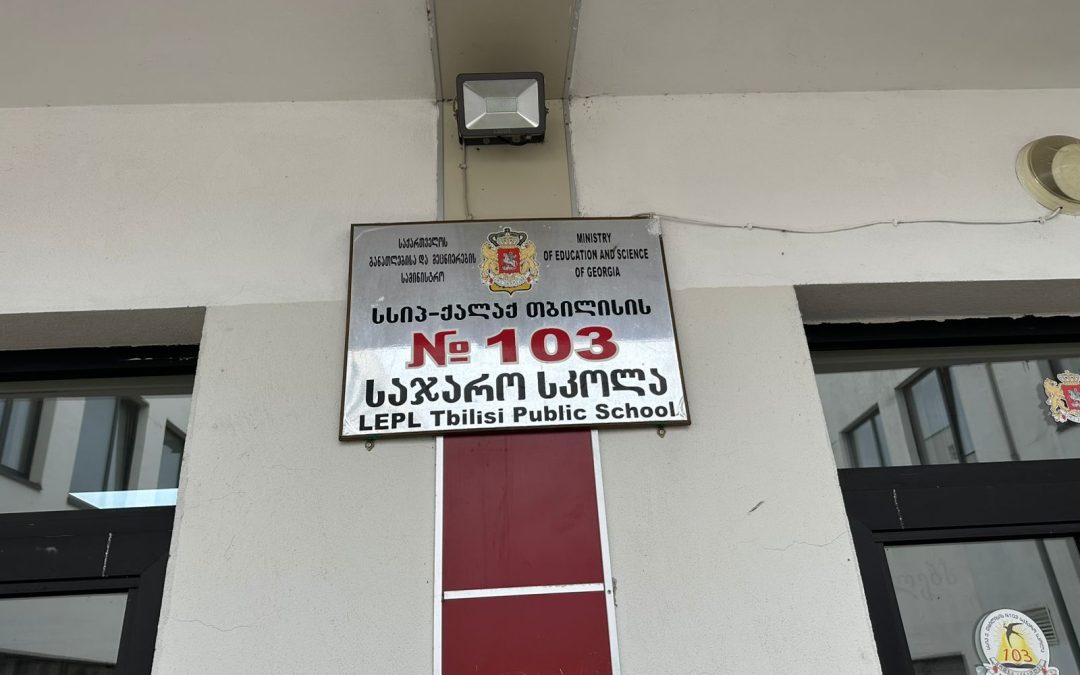 საქართველოს
განათლებისა და მეცნიერების
სამინისტრო
MINISTRY
OF EDUCATION AND SCIENCE
OF GEORGIA
სსიპ-ქალაქ თბილისის
№ 103
საჯარო სკოლა
LEPL Tbilisi Public School
103